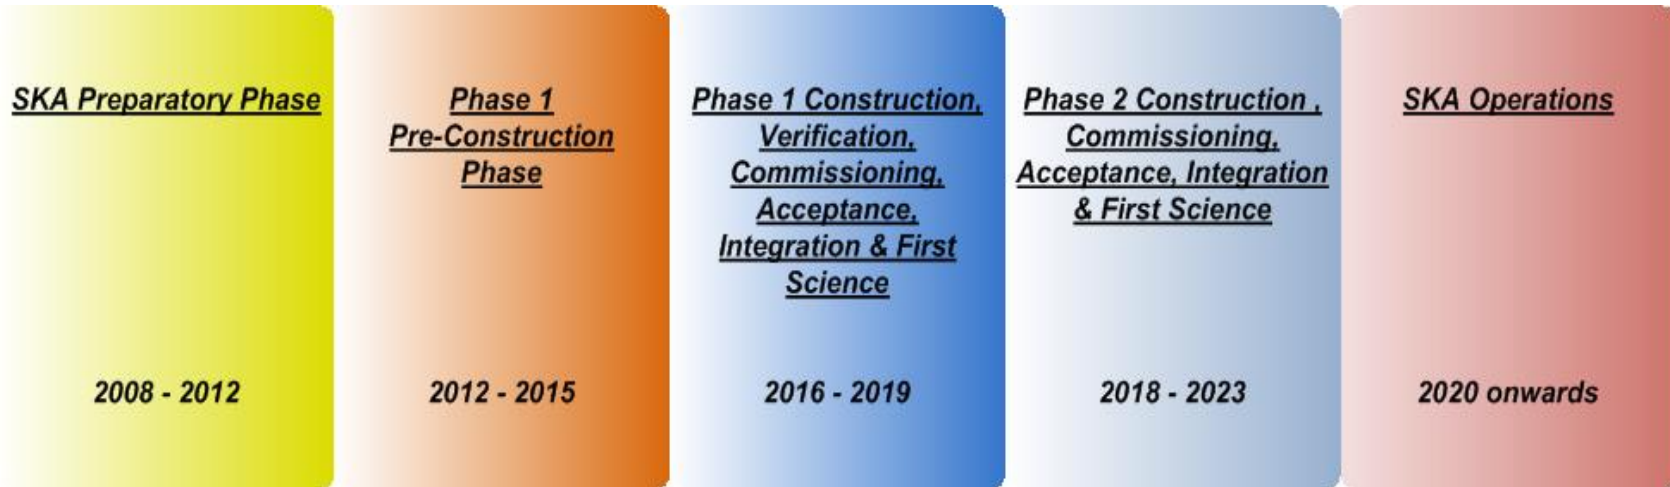 SKA Preparatory Phase
2008 - 2012
Phase 1
Pre-Construction
Phase
2012 - 2015
Phase 1 Construction,
Verification,
Commissioning,
Acceptance,
Integration & First
Science
2016 - 2019
Phase 2 Construction ,
Commissioning,
Acceptance, Integration
& First Science
2018 - 2023
SKA Operations
2020 onwards